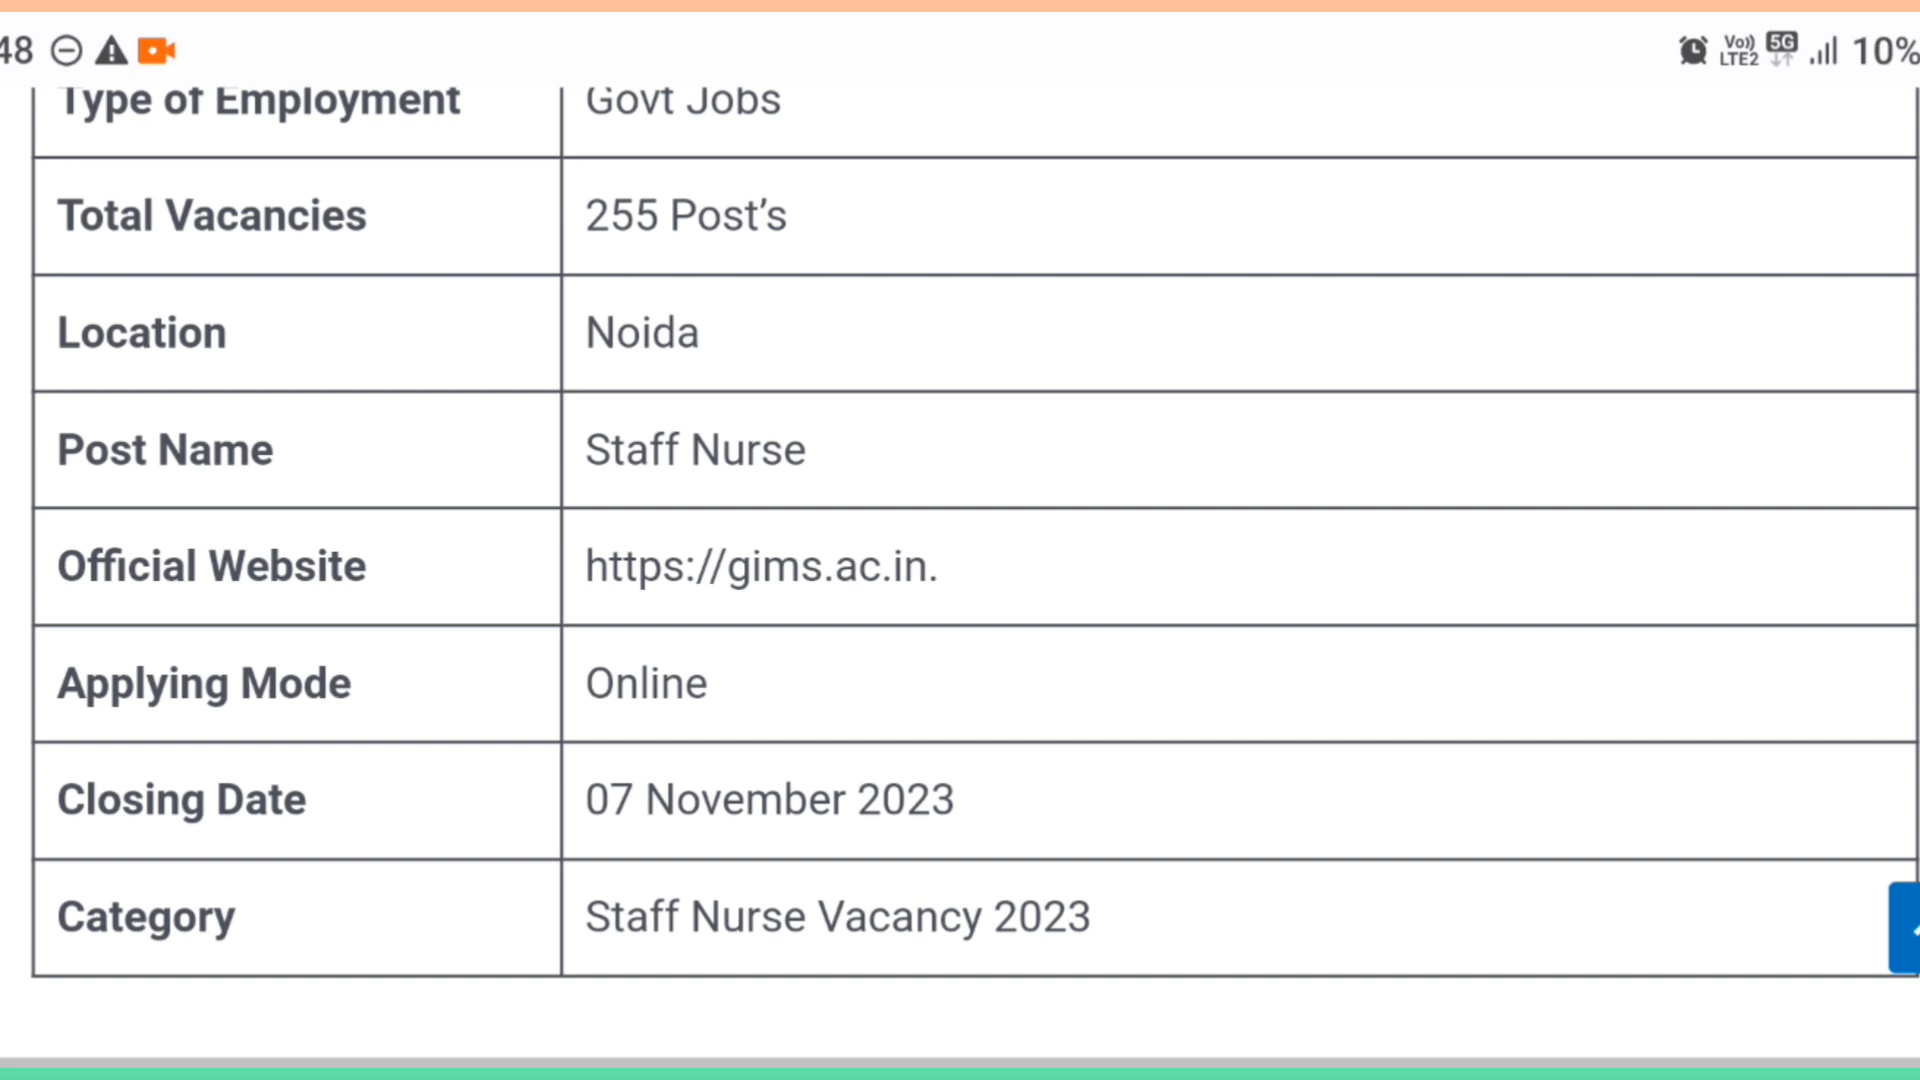 48 Vo)) LTE2 5G 10%
Type of Employment Govt Jobs
Total Vacancies 255 Post’s
Location Noida
Post Name Staff Nurse
Official Website https://gims.ac.in.
Applying Mode Online
Closing Date 07 November 2023
Category Staff Nurse Vacancy 2023